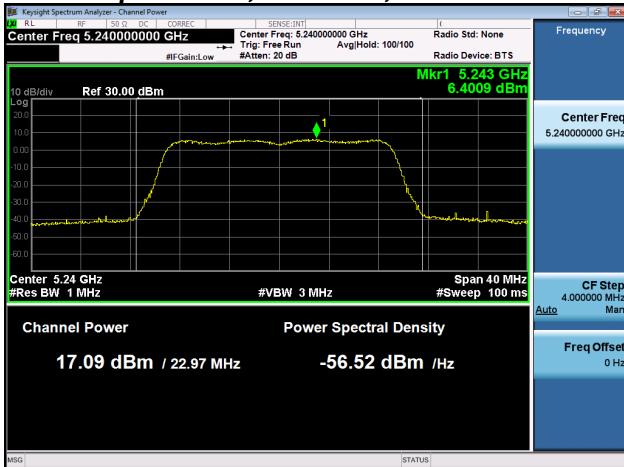 Keysight Spectrum Analyzer - Channel Power
RL RF 50 Ω DC CORREC SENSE:INT
Center Freq 5.240000000 GHz
Center Freq: 5.240000000 GHz
Radio Std: None
Trig: Free Run Avg|Hold: 100/100
#IFGain:Low
#Atten: 20 dB
Radio Device: BTS
Mkr1 5.243 GHz
6.4009 dBm
10 dB/div Ref 30.00 dBm
Log
20.0
10.0
0.00
-10.0
-20.0
-30.0
-40.0
-50.0
-60.0
1
Center 5.24 GHz
Span 40 MHz
#Res BW 1 MHz
#VBW 3 MHz
#Sweep 100 ms
Channel Power
Power Spectral Density
17.09 dBm / 22.97 MHz
-56.52 dBm /Hz
Frequency
Center Freq
5.240000000 GHz
CF Step
4.000000 MHz
Auto Man
Freq Offset
0 Hz
MSG
STATUS